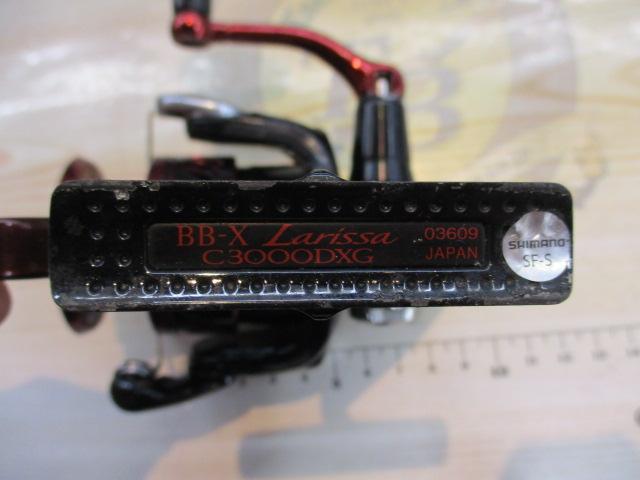 BB-X Larissa
C3000DXG
03609
JAPAN
SHIMANO
SF-S